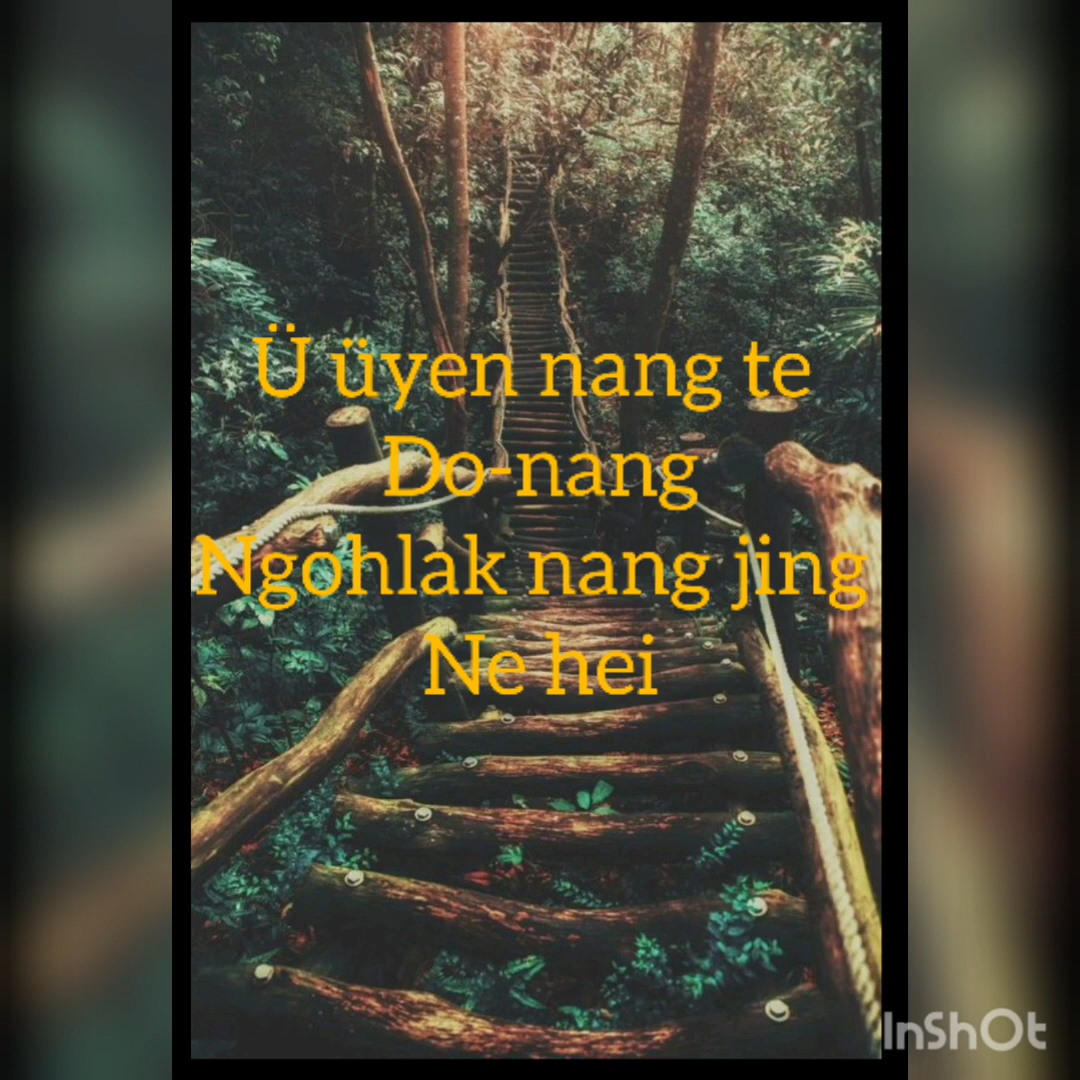 Ü üyen nang te
Do-nang
Ngohlak nang jing
Ne hei
InShOt